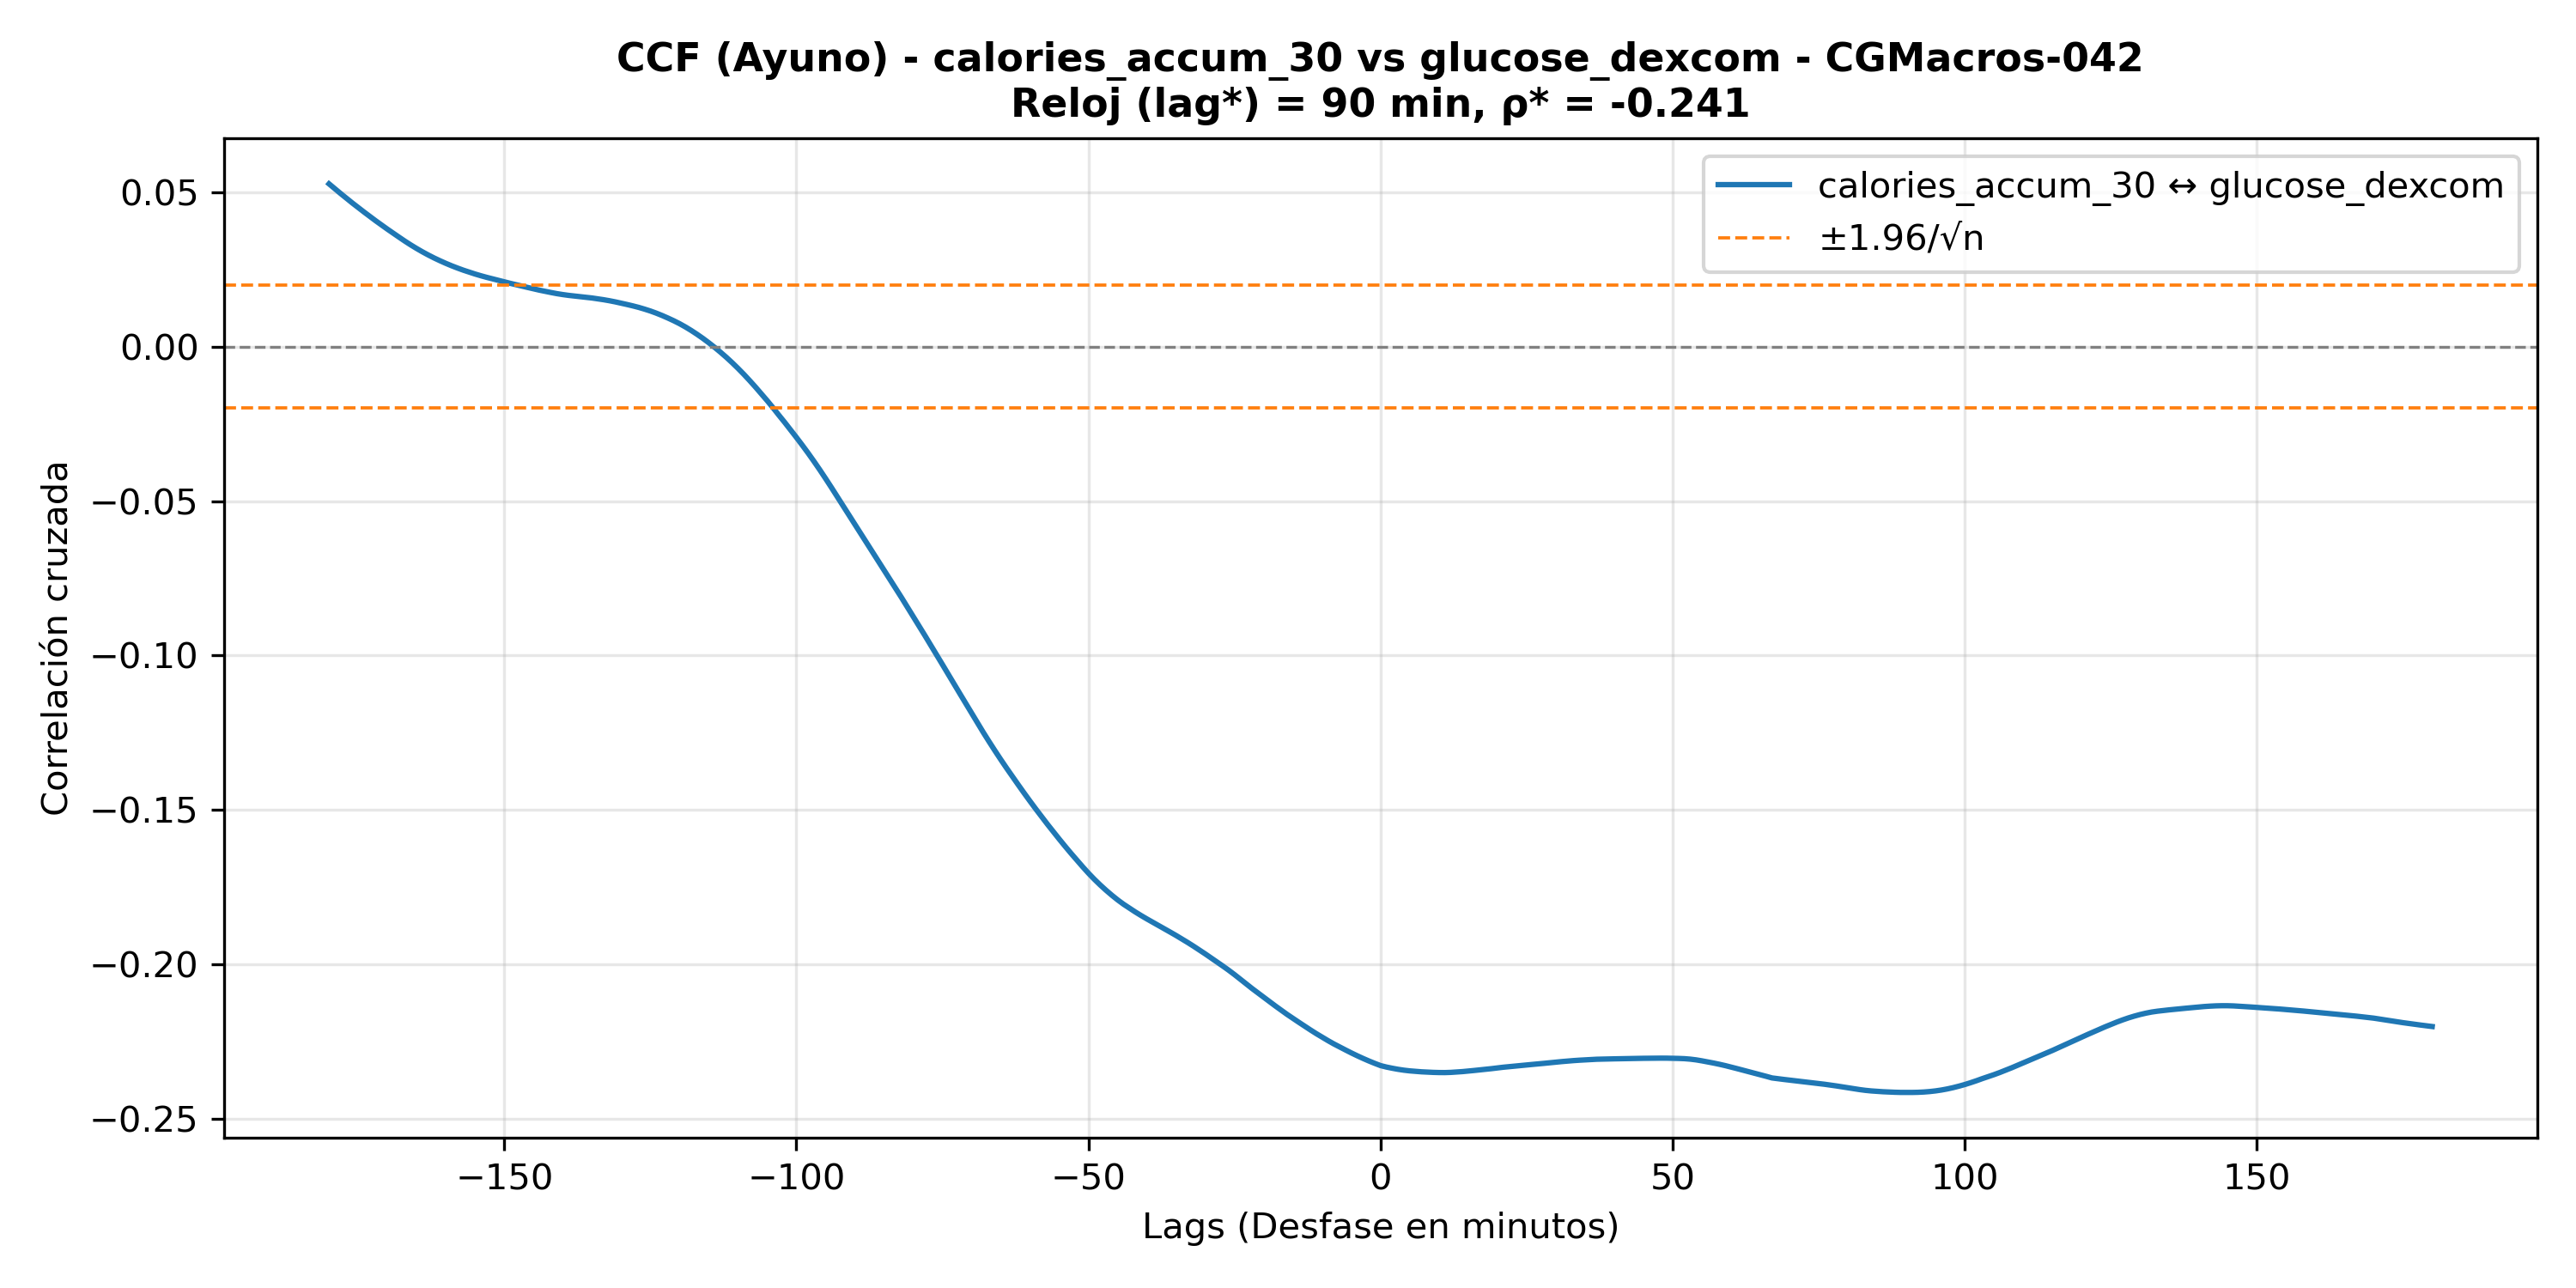 CCF (Ayuno) - calories_accum_30 vs glucose_dexcom - CGMacros-042
Reloj (lag*) = 90 min, ρ* = -0.241
calories_accum_30 ↔ glucose_dexcom
±1.96/√n
Correlación cruzada
0.05
0.00
−0.05
−0.10
−0.15
−0.20
−0.25
−150
−100
−50
0
50
100
150
Lags (Desfase en minutos)